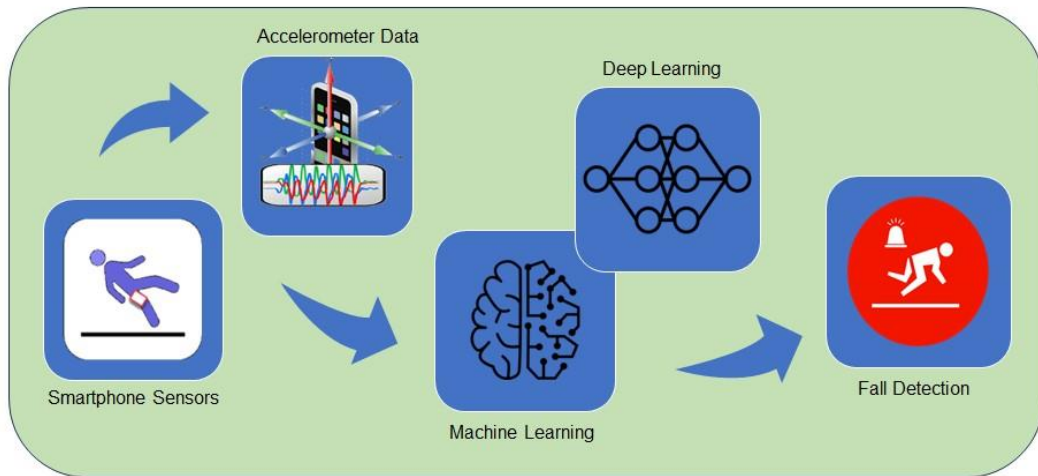 Accelerometer Data
Deep Learning
Smartphone Sensors
Machine Learning
Fall Detection